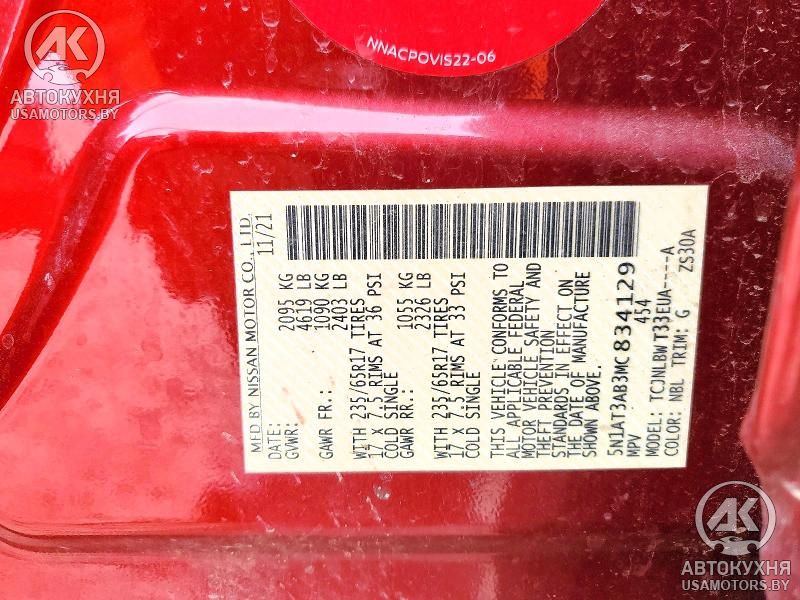 NNACPOVIS22-06
AK
АВТОКУХНЯ
USAMOTORS.BY
MFD BY NISSAN MOTOR CO., LTD.
DATE: 11/21
GVWR: 2095 KG
4619 LB
GAWR FR.: 1090 KG
2403 LB
WITH 235/65R17 TIRES
17 X 7.5 RIMS AT 36 PSI
COLD SINGLE
GAWR RR.: 1055 KG
2326 LB
WITH 235/65R17 TIRES
17 X 7.5 RIMS AT 33 PSI
COLD SINGLE
THIS VEHICLE CONFORMS TO
ALL APPLICABLE FEDERAL
MOTOR VEHICLE SAFETY AND
THEFT PREVENTION
STANDARDS IN EFFECT ON
THE DATE OF MANUFACTURE
SHOWN ABOVE.
5N1AT3AB3MC834129
MPV 454
MODEL: TCJNLBWT33EUA----A
COLOR: NBL TRIM: G ZS30A
AK
АВТОКУХНЯ
USAMOTORS.BY